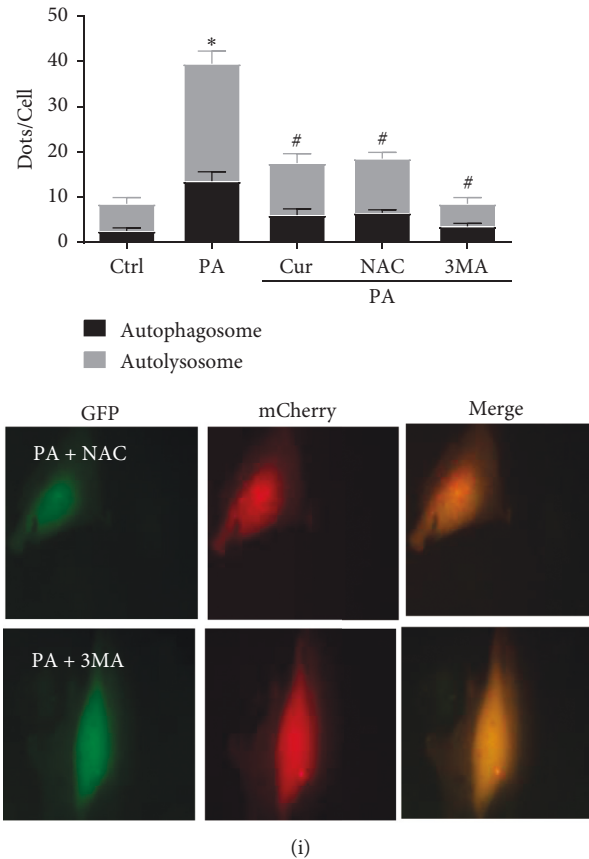 50
40
30
20
10
0
Dots/Cell
*
#
#
#
Ctrl
PA
Cur
NAC
3MA
PA
Autophagosome
Autolysosome
GFP
mCherry
Merge
PA + NAC
PA + 3MA
(i)